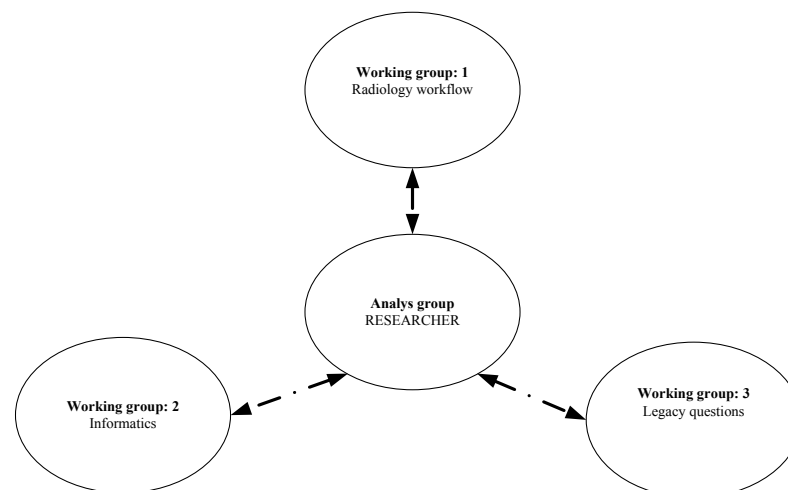 Working group: 1
Radiology workflow
Analys group
RESEARCHER
Working group: 2
Informatics
Working group: 3
Legacy questions